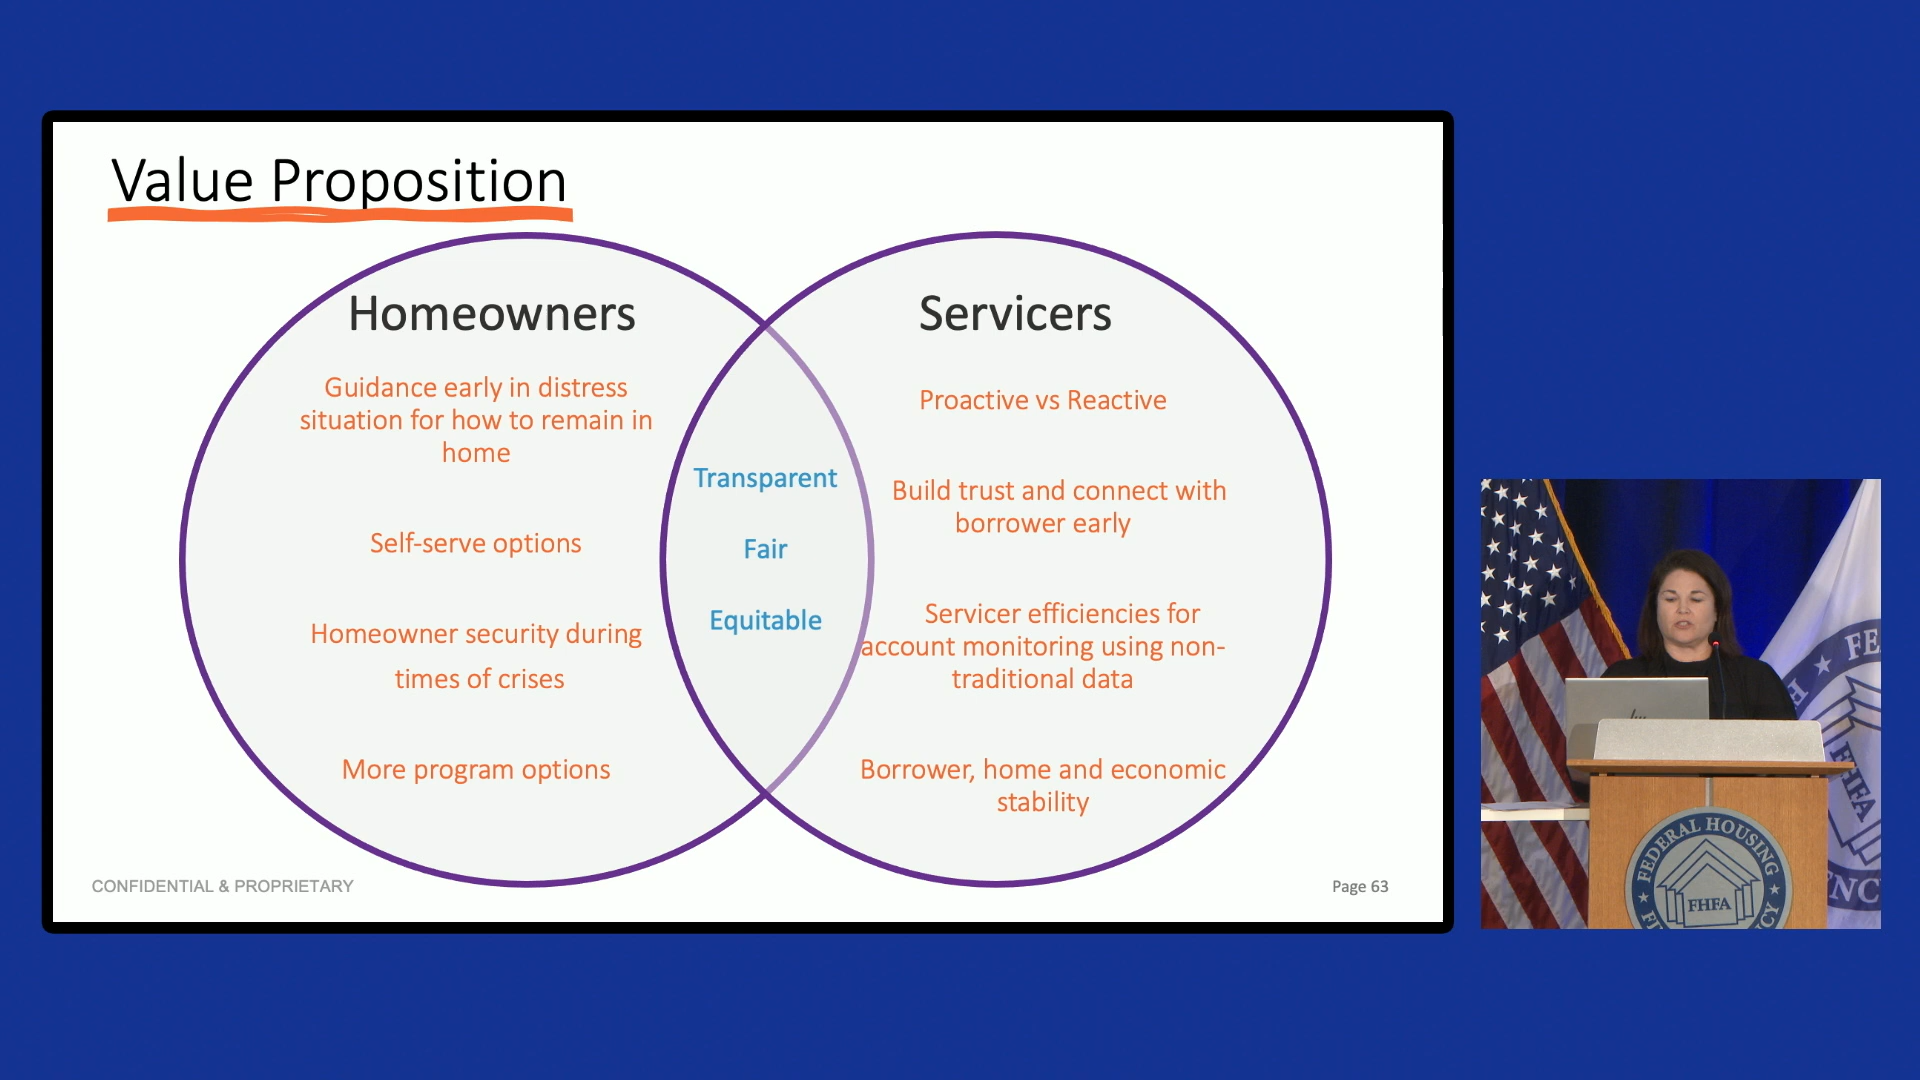 Value Proposition
Homeowners
Guidance early in distress
situation for how to remain in
home
Self-serve options
Homeowner security during
times of crises
More program options
Transparent
Fair
Equitable
Servicers
Proactive vs Reactive
Build trust and connect with
borrower early
Servicer efficiencies for
account monitoring using non-
traditional data
Borrower, home and economic
stability
CONFIDENTIAL & PROPRIETARY
Page 63
FEDERAL HOUSING
FHFA
FHFA